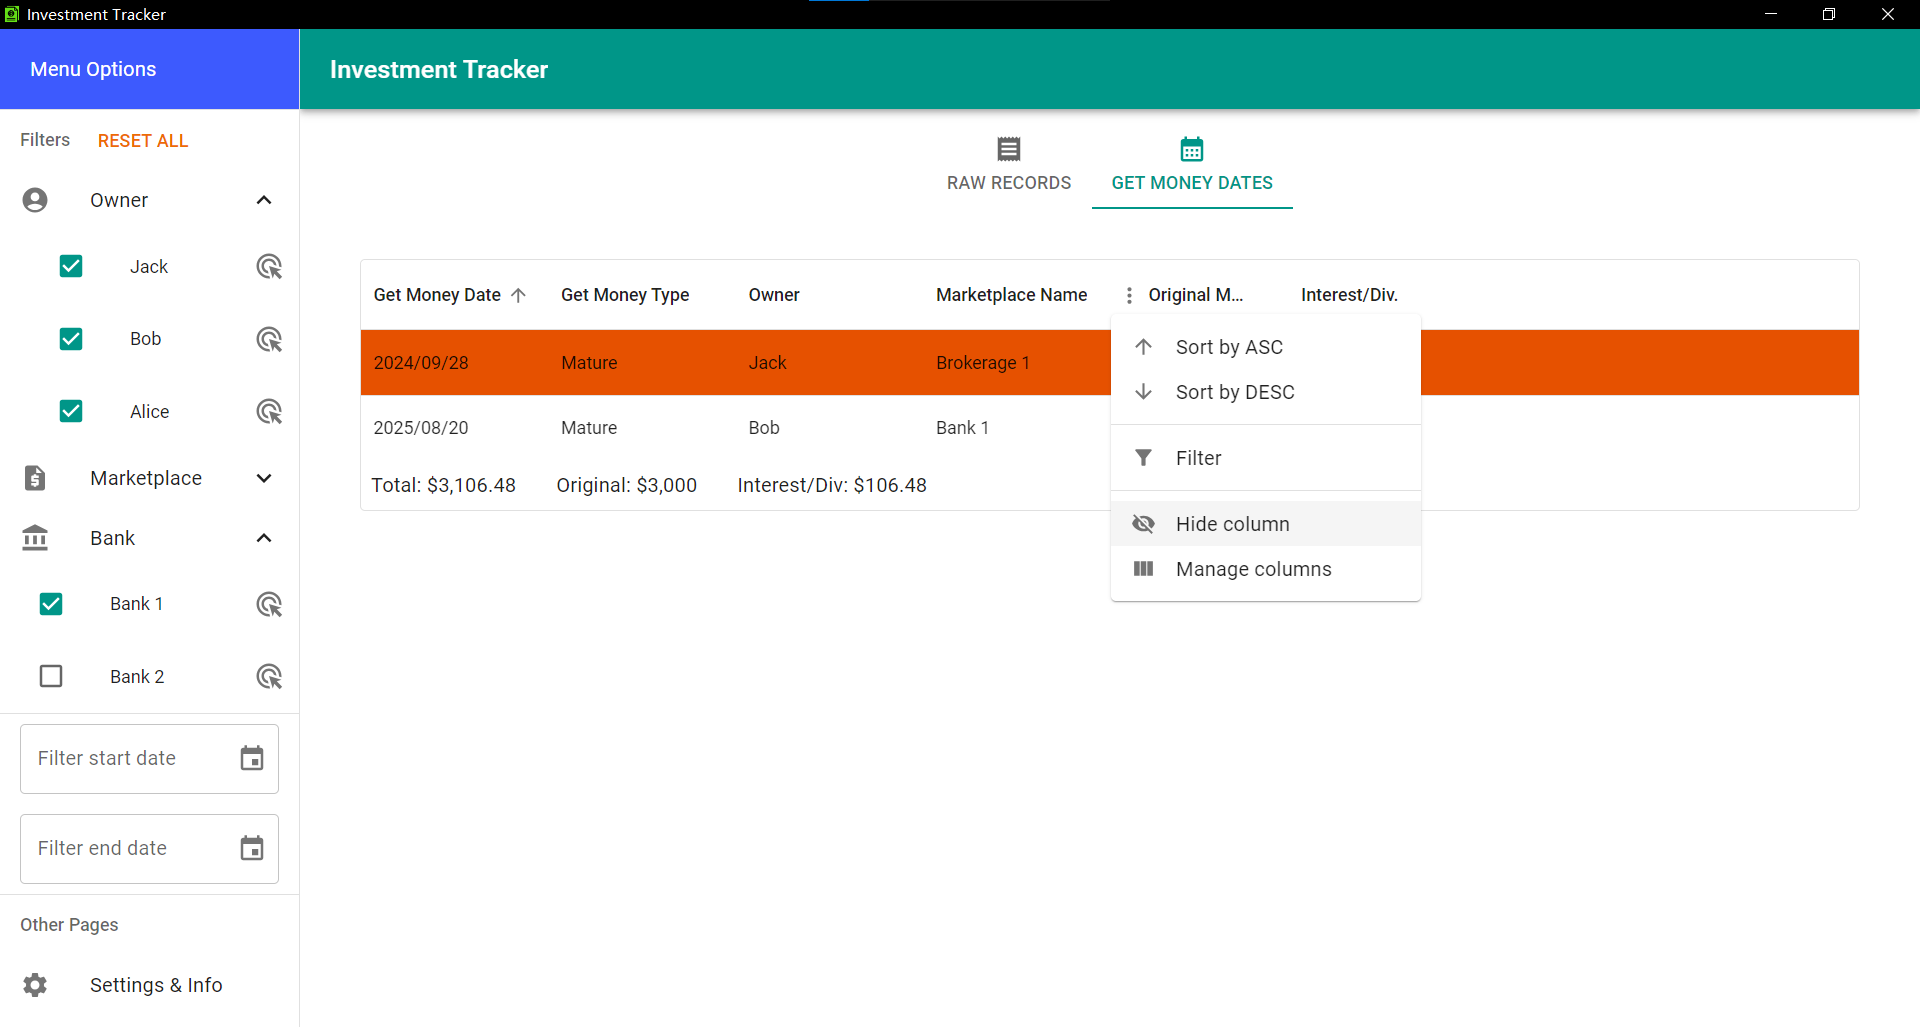 Investment Tracker
Menu Options
Investment Tracker
Filters RESET ALL
Owner
Jack
Bob
Alice
Marketplace
Bank
Bank 1
Bank 2
Filter start date
Filter end date
Other Pages
Settings & Info
RAW RECORDS GET MONEY DATES
Get Money Date Get Money Type Owner Marketplace Name Original M... Interest/Div.
2024/09/28 Mature Jack Brokerage 1
2025/08/20 Mature Bob Bank 1
Total: $3,106.48 Original: $3,000 Interest/Div: $106.48
Sort by ASC
Sort by DESC
Filter
Hide column
Manage columns